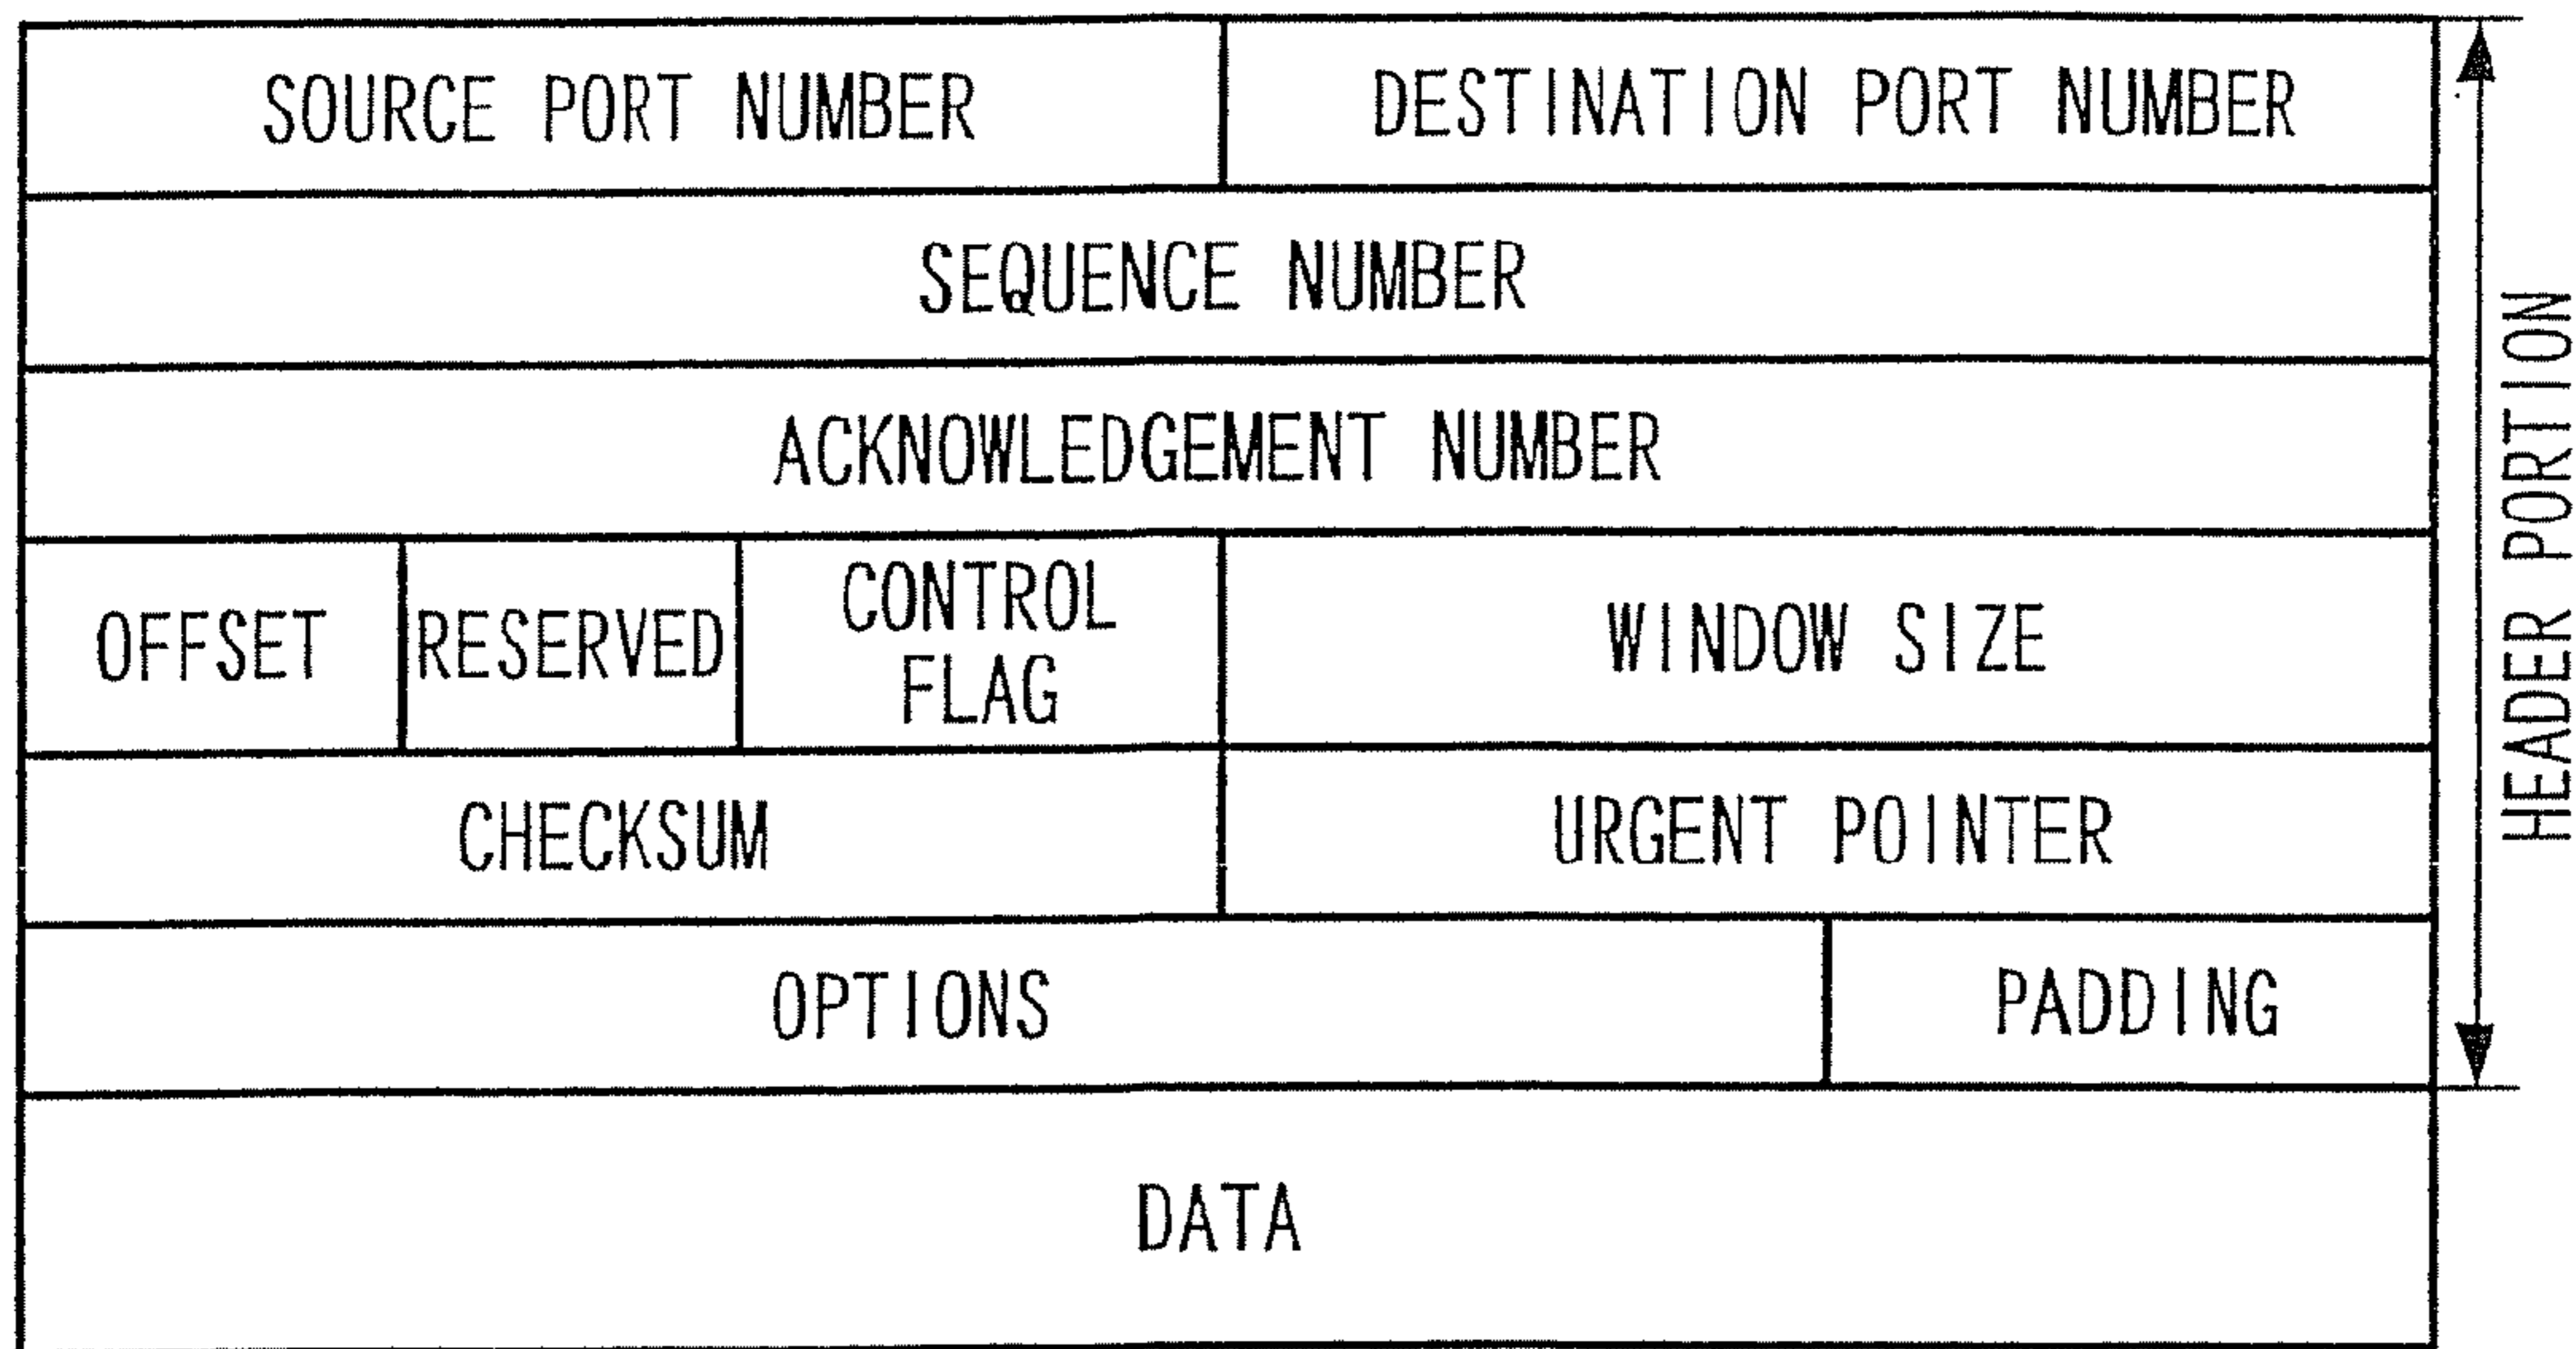 SOURCE PORT NUMBER
DESTINATION PORT NUMBER
SEQUENCE NUMBER
ACKNOWLEDGEMENT NUMBER
OFFSET
RESERVED
CONTROL
FLAG
WINDOW SIZE
CHECKSUM
URGENT POINTER
OPTIONS
PADDING
DATA
HEADER PORTION